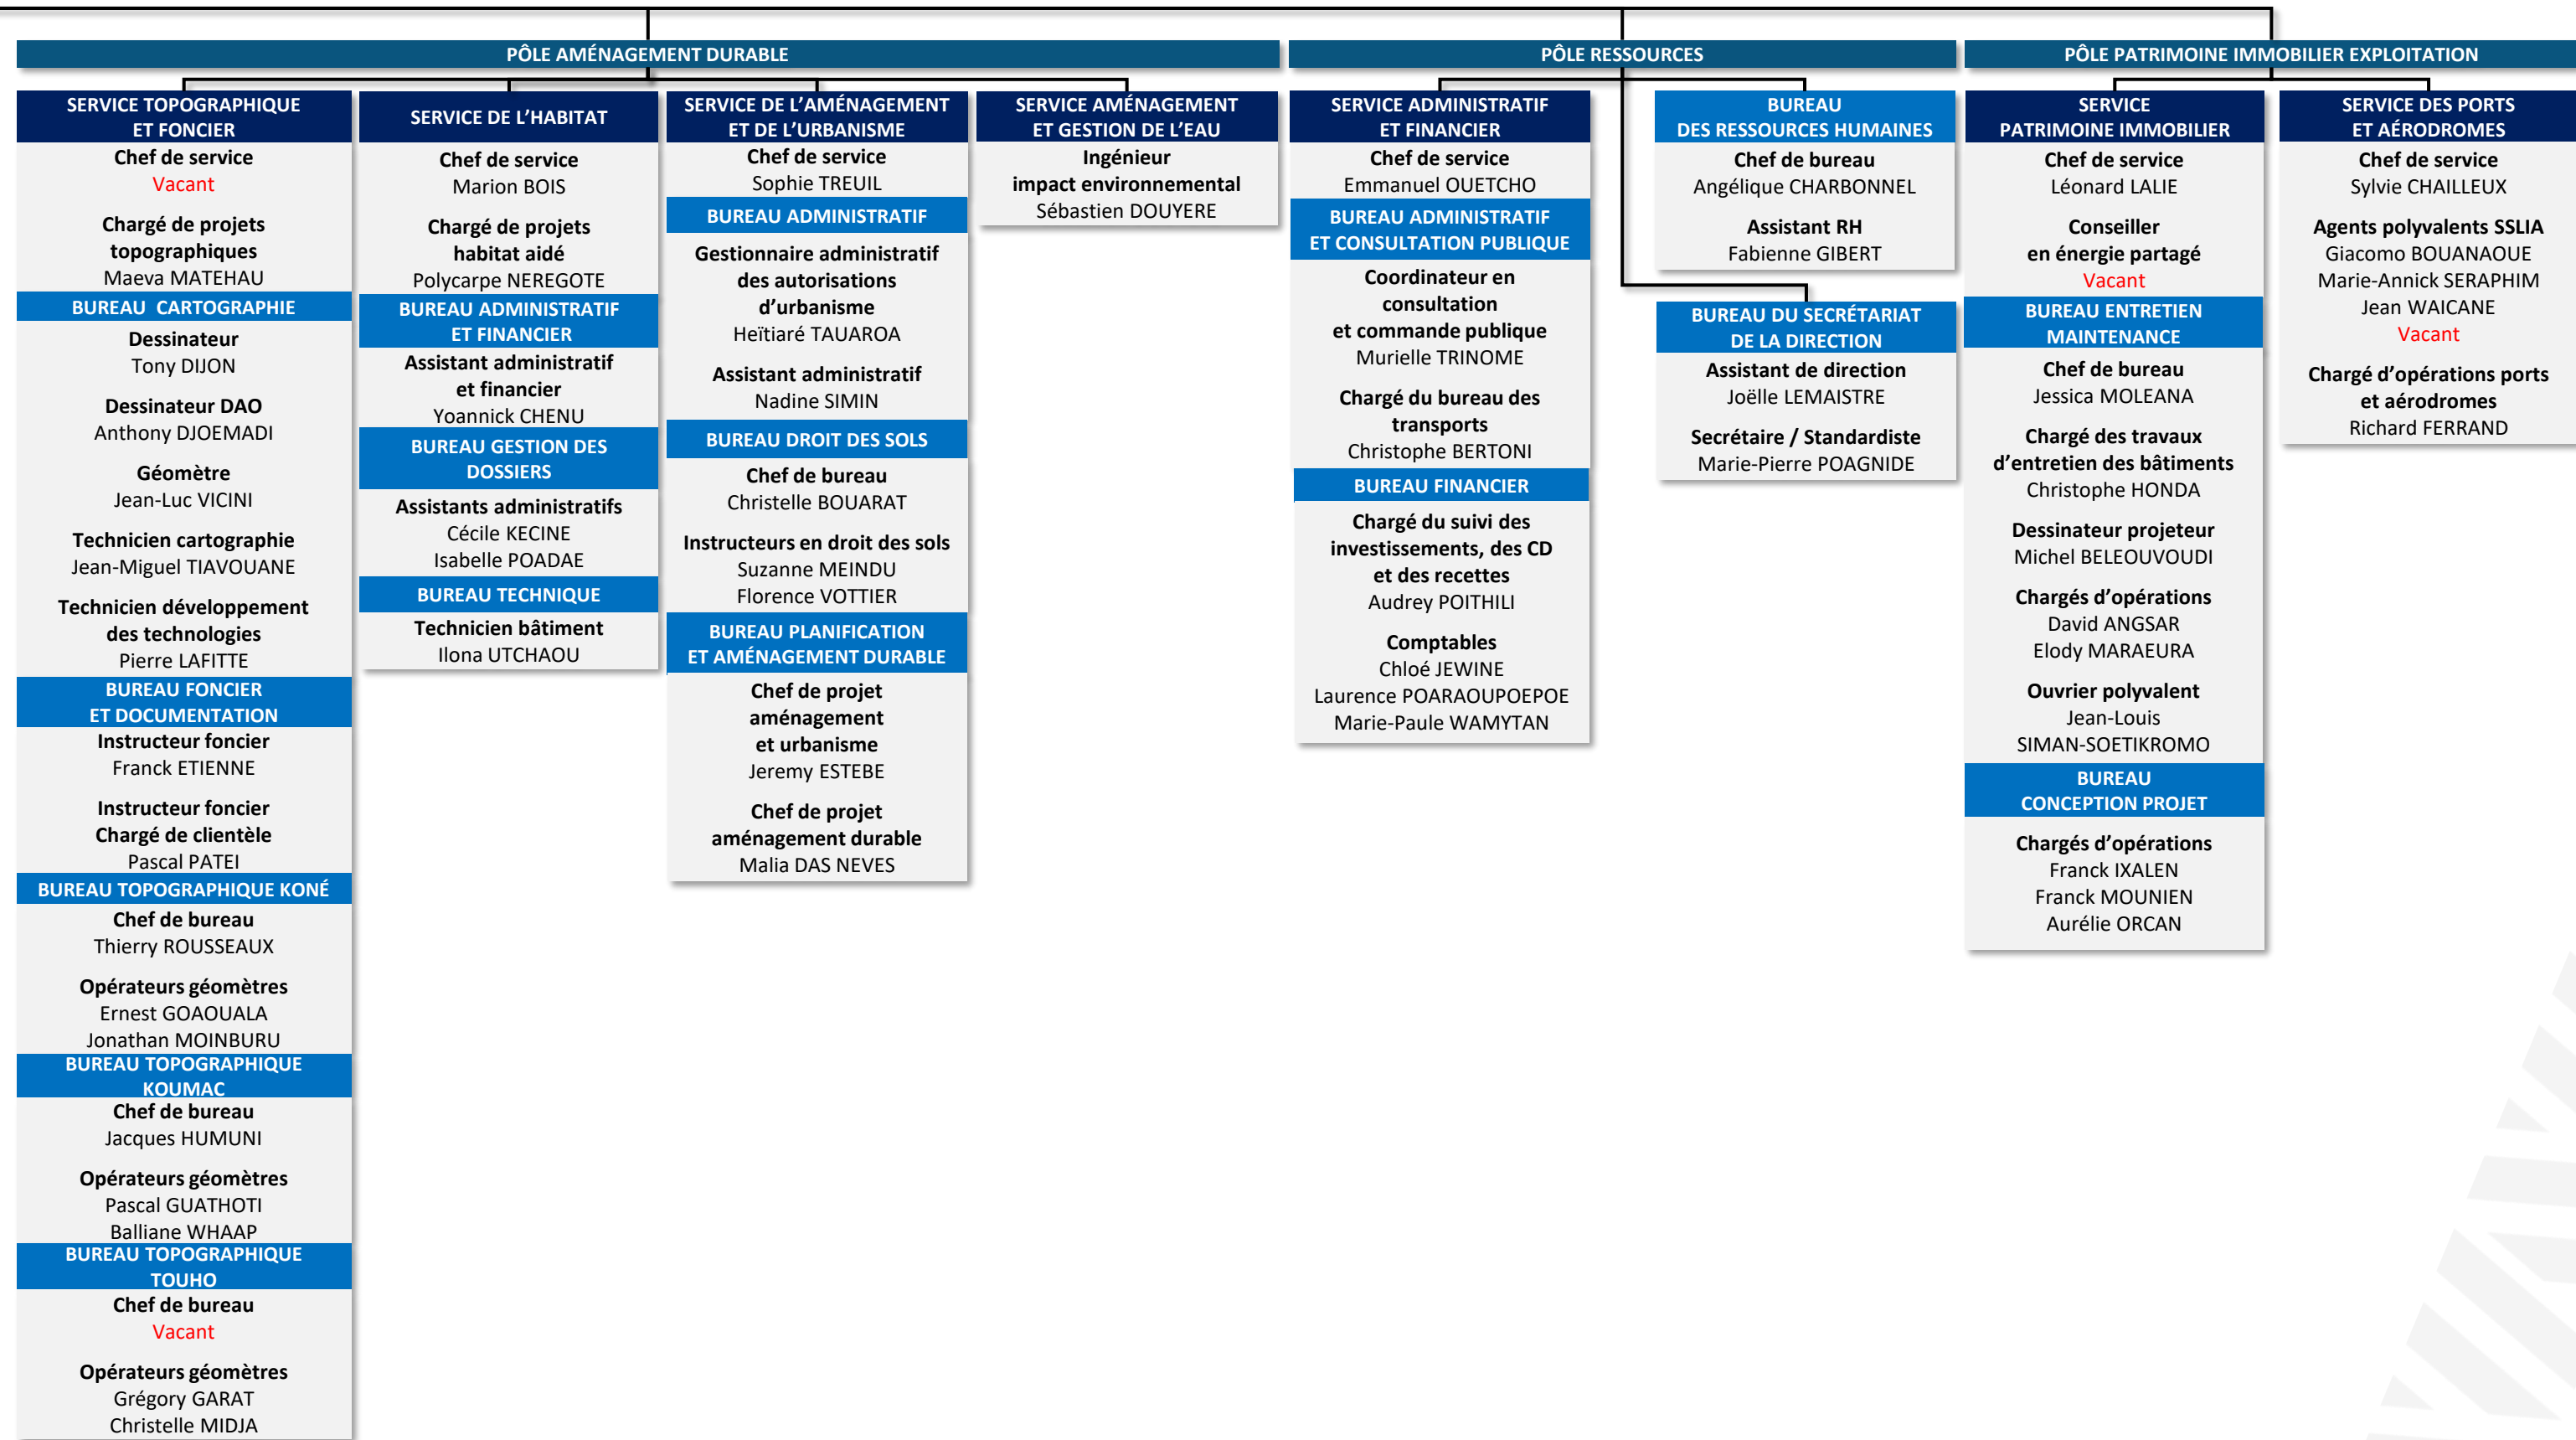 PÔLE AMÉNAGEMENT DURABLE
SERVICE TOPOGRAPHIQUE
ET FONCIER
Chef de service
Vacant
Chargé de projets
topographiques
Maeva MATEHAU
BUREAU CARTOGRAPHIE
Dessinateur
Tony DIJON
Dessinateur DAO
Anthony DJOEMADI
Géomètre
Jean-Luc VICINI
Technicien cartographie
Jean-Miguel TIAVOUANE
Technicien développement
des technologies
Pierre LAFITTE
BUREAU FONCIER
ET DOCUMENTATION
Instructeur foncier
Franck ETIENNE
Instructeur foncier
Chargé de clientèle
Pascal PATEI
BUREAU TOPOGRAPHIQUE KONÉ
Chef de bureau
Thierry ROUSSEAUX
Opérateurs géomètres
Ernest GOAOUALA
Jonathan MOINBURU
BUREAU TOPOGRAPHIQUE
KOUMAC
Chef de bureau
Jacques HUMUNI
Opérateurs géomètres
Pascal GUATHOTI
Balliane WHAAP
BUREAU TOPOGRAPHIQUE
TOUHO
Chef de bureau
Vacant
Opérateurs géomètres
Grégory GARAT
Christelle MIDJA
SERVICE DE L’HABITAT
Chef de service
Marion BOIS
Chargé de projets
habitat aidé
Polycarpe NEREGOTE
BUREAU ADMINISTRATIF
ET FINANCIER
Assistant administratif
et financier
Yoannick CHENU
BUREAU GESTION DES
DOSSIERS
Assistants administratifs
Cécile KECINE
Isabelle POADAE
BUREAU TECHNIQUE
Technicien bâtiment
Ilona UTCHAOU
SERVICE DE L’AMÉNAGEMENT
ET DE L’URBANISME
Chef de service
Sophie TREUIL
BUREAU ADMINISTRATIF
Gestionnaire administratif
des autorisations
d’urbanisme
Heïtiaré TAUAROA
Assistant administratif
Nadine SIMIN
BUREAU DROIT DES SOLS
Chef de bureau
Christelle BOUARAT
Instructeurs en droit des sols
Suzanne MEINDU
Florence VOTTIER
BUREAU PLANIFICATION
ET AMÉNAGEMENT DURABLE
Chef de projet
aménagement
et urbanisme
Jeremy ESTEBE
Chef de projet
aménagement durable
Malia DAS NEVES
SERVICE AMÉNAGEMENT
ET GESTION DE L’EAU
Ingénieur
impact environnemental
Sébastien DOUYERE
PÔLE RESSOURCES
SERVICE ADMINISTRATIF
ET FINANCIER
Chef de service
Emmanuel OUETCHO
BUREAU ADMINISTRATIF
ET CONSULTATION PUBLIQUE
Coordinateur en
consultation
et commande publique
Murielle TRINOME
Chargé du bureau des
transports
Christophe BERTONI
BUREAU FINANCIER
Chargé du suivi des
investissements, des CD
et des recettes
Audrey POITHILI
Comptables
Chloé JEWINE
Laurence POARAOUPOEPOE
Marie-Paule WAMYTAN
BUREAU
DES RESSOURCES HUMAINES
Chef de bureau
Angélique CHARBONNEL
Assistant RH
Fabienne GIBERT
BUREAU DU SECRÉTARIAT
DE LA DIRECTION
Assistant de direction
Joëlle LEMAISTRE
Secrétaire / Standardiste
Marie-Pierre POAGNIDE
PÔLE PATRIMOINE IMMOBILIER EXPLOITATION
SERVICE
PATRIMOINE IMMOBILIER
Chef de service
Léonard LALIE
Conseiller
en énergie partagé
Vacant
BUREAU ENTRETIEN
MAINTENANCE
Chef de bureau
Jessica MOLEANA
Chargé des travaux
d’entretien des bâtiments
Christophe HONDA
Dessinateur projeteur
Michel BELEOUVOUDI
Chargés d’opérations
David ANGSAR
Elody MARAEURA
Ouvrier polyvalent
Jean-Louis
SIMAN-SOETIKROMO
BUREAU
CONCEPTION PROJET
Chargés d’opérations
Franck IXALEN
Franck MOUNIEN
Aurélie ORCAN
SERVICE DES PORTS
ET AÉRODROMES
Chef de service
Sylvie CHAILLEUX
Agents polyvalents SSLIA
Giacomo BOUANAOUE
Marie-Annick SERAPHIM
Jean WAICANE
Vacant
Chargé d’opérations ports
et aérodromes
Richard FERRAND